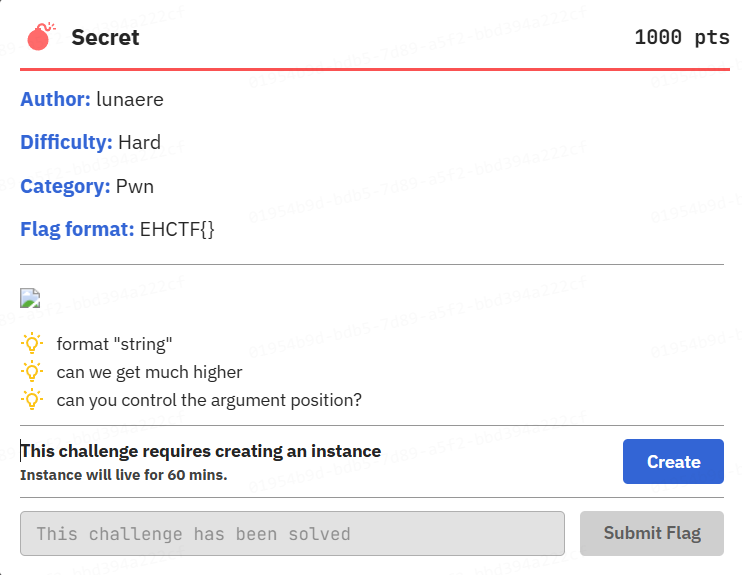 Secret
1000 pts
Author: lunaere
Difficulty: Hard
Category: Pwn
Flag format: EHCTF{}
format "string"
can we get much higher
can you control the argument position?
This challenge requires creating an instance
Instance will live for 60 mins.
Create
This challenge has been solved
Submit Flag